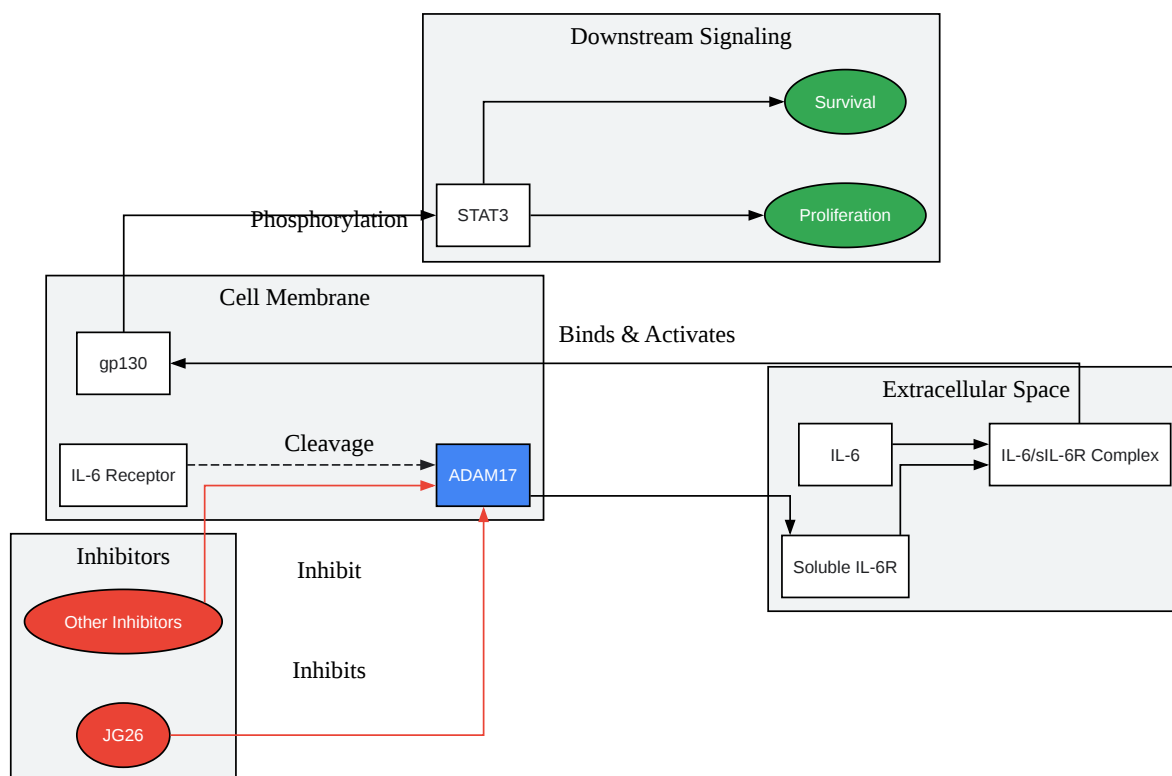 Downstream Signaling
Survival
STAT3
Proliferation
Phosphorylation
Cell Membrane
gp130
Binds & Activates
Cleavage
IL-6 Receptor
ADAM17
Extracellular Space
IL-6
IL-6/sIL-6R Complex
Soluble IL-6R
Inhibitors
Other Inhibitors
JG26
Inhibit
Inhibits